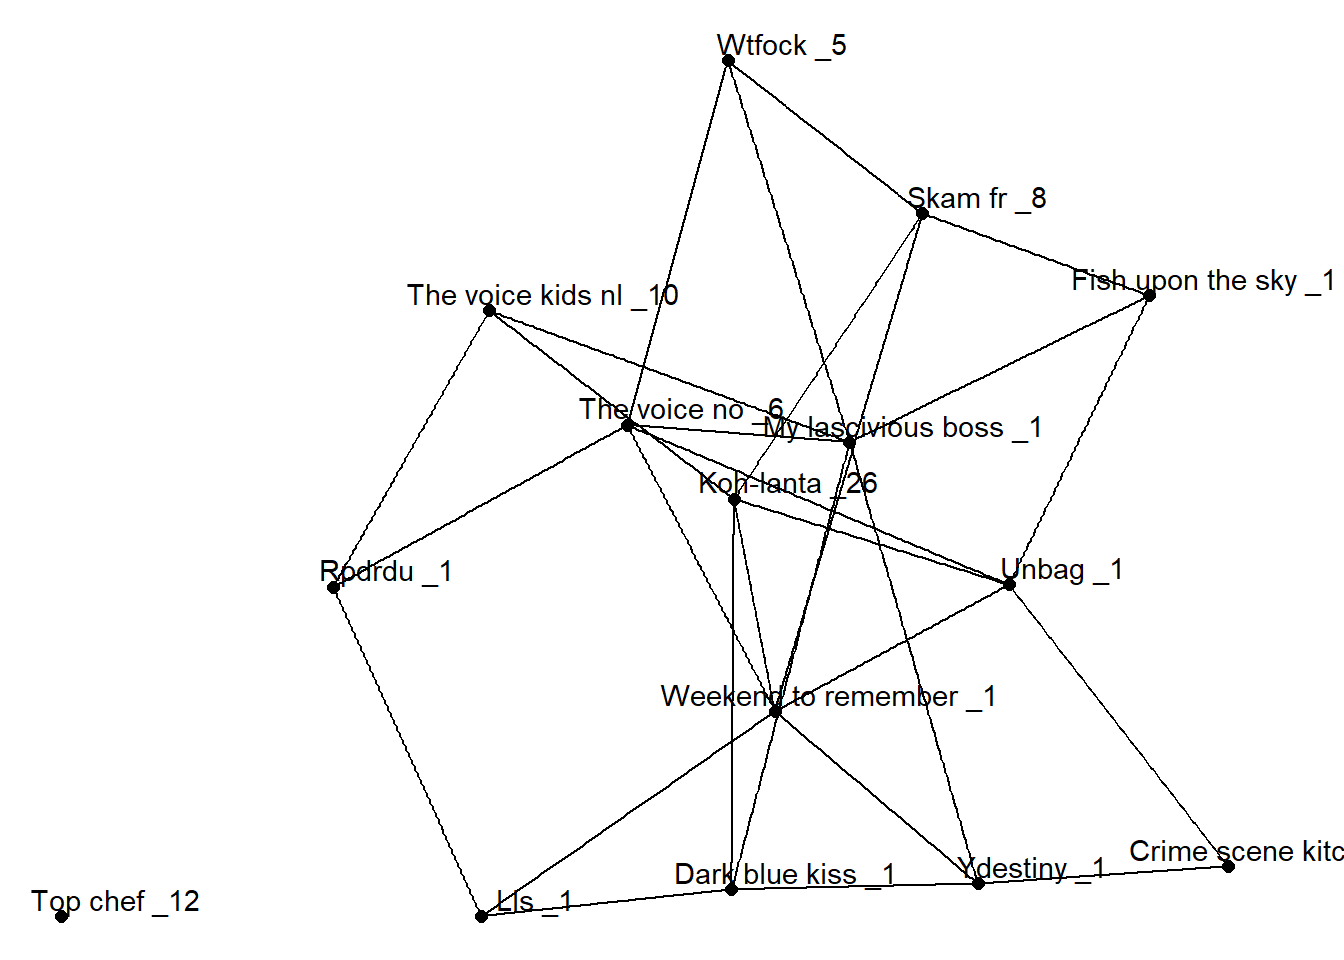 Wtfock _5
Skam fr _8
Fish upon the sky _1
The voice kids nl _10
The voice no _6
My lascivious boss _1
Koh-lanta _26
Unbag _1
Rpdrdu _1
Weekend to remember _1
Crime scene kitc
Ydestiny _1
Dark blue kiss _1
Lls _1
Top chef _12